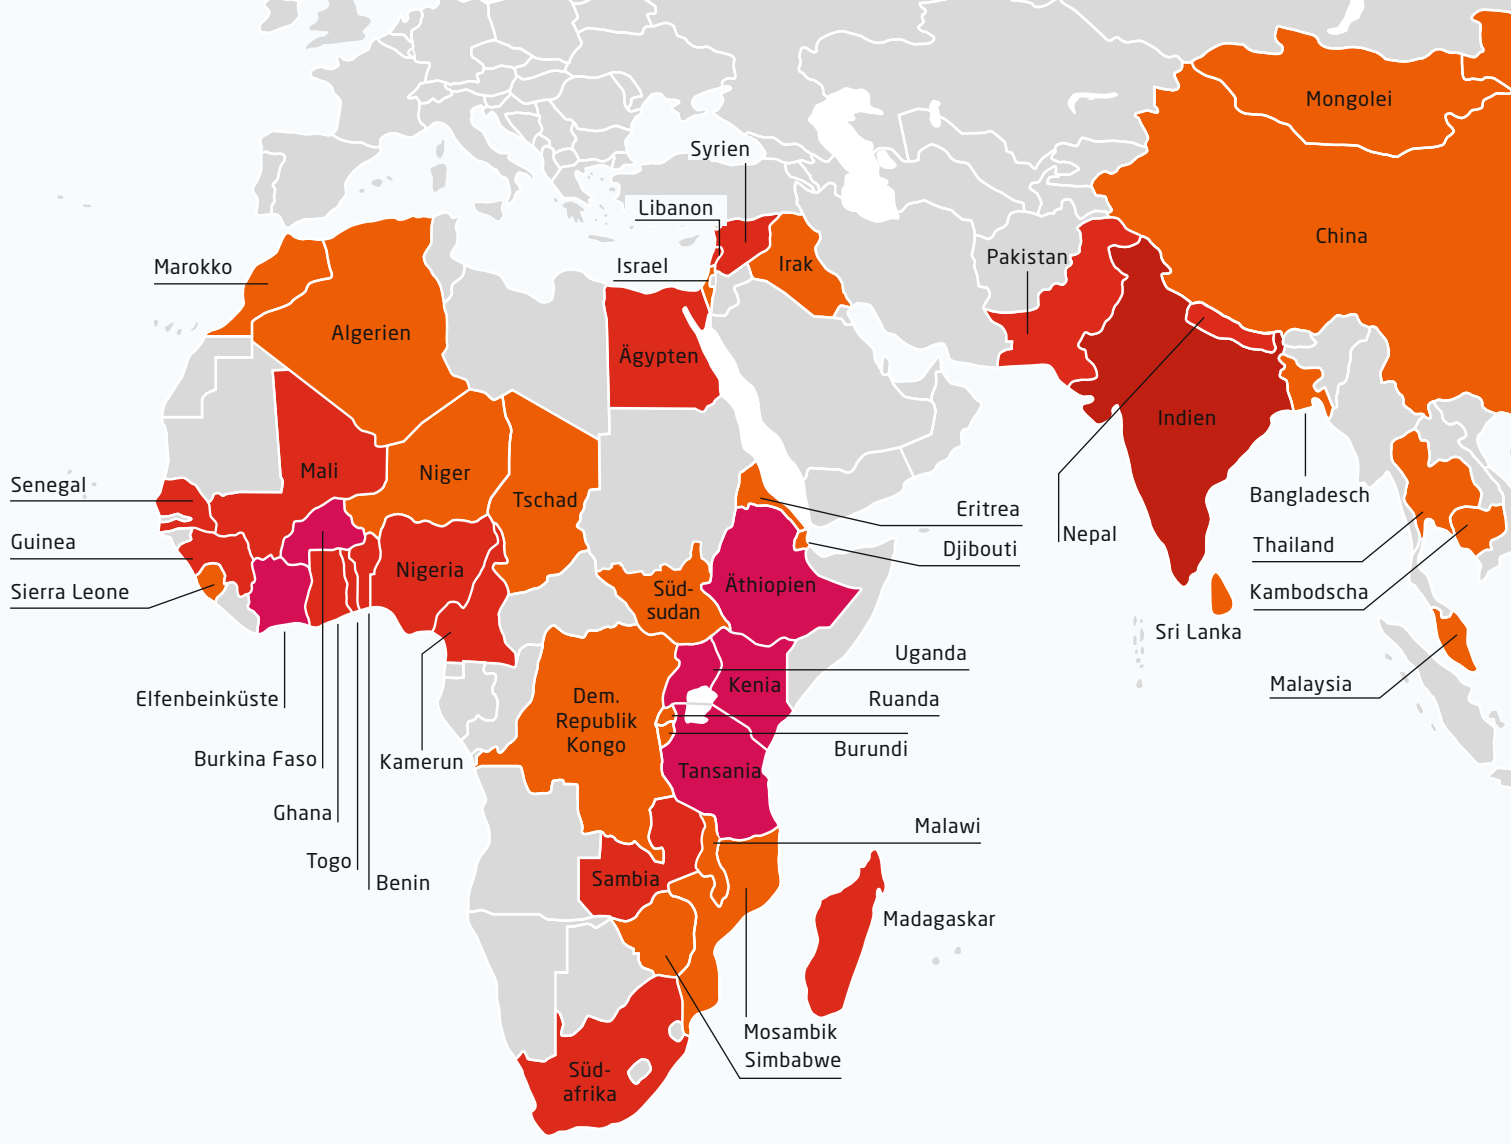 Mongolei
Syrien
Libanon
China
Marokko
Israel
Irak
Pakistan
Algerien
Ägypten
Indien
Mali
Niger
Senegal
Tschad
Bangladesch
Eritrea
Nepal
Guinea
Djibouti
Thailand
Nigeria
Äthiopien
Sierra Leone
Süd-
sudan
Kambodscha
Sri Lanka
Uganda
Malaysia
Kenia
Elfenbeinküste
Dem.
Republik
Kongo
Ruanda
Burundi
Burkina Faso
Kamerun
Tansania
Ghana
Malawi
Togo
Benin
Sambia
Madagaskar
Mosambik
Simbabwe
Süd-
afrika